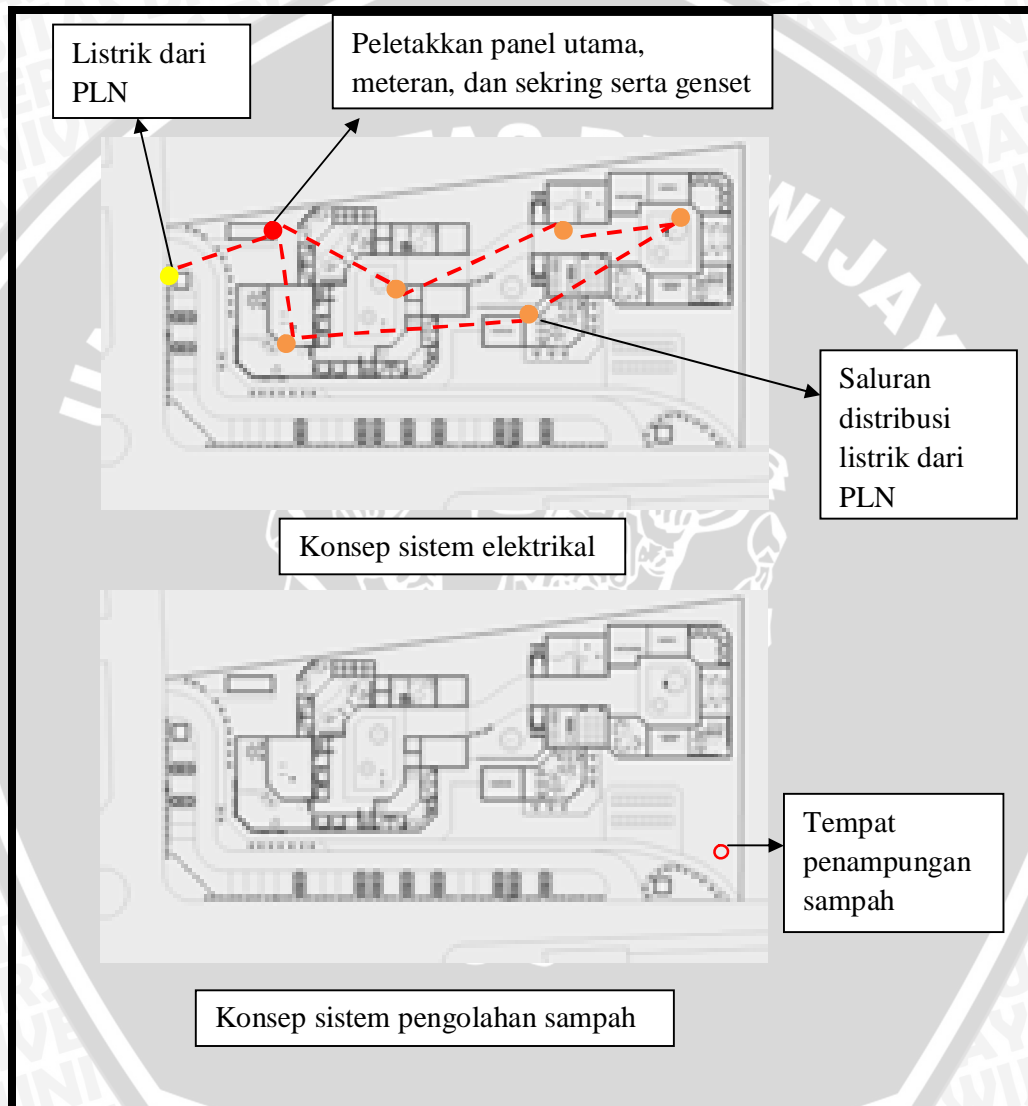 Listrik dari
PLN
Peletakkan panel utama,
meteran, dan sekring serta genset
Saluran
distribusi
listrik dari
PLN
Konsep sistem elektrikal
Tempat
penampungan
sampah
Konsep sistem pengolahan sampah